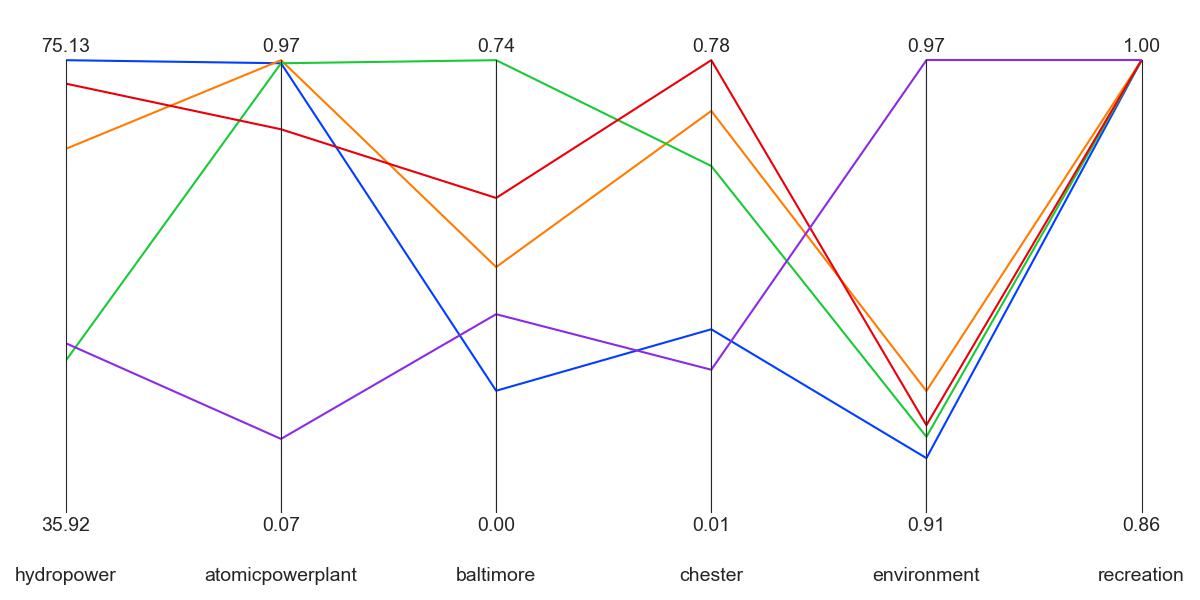 75.13 0.97 0.74 0.78 0.97 1.00
35.92 0.07 0.00 0.01 0.91 0.86
hydropower atomicpowerplant baltimore chester environment recreation